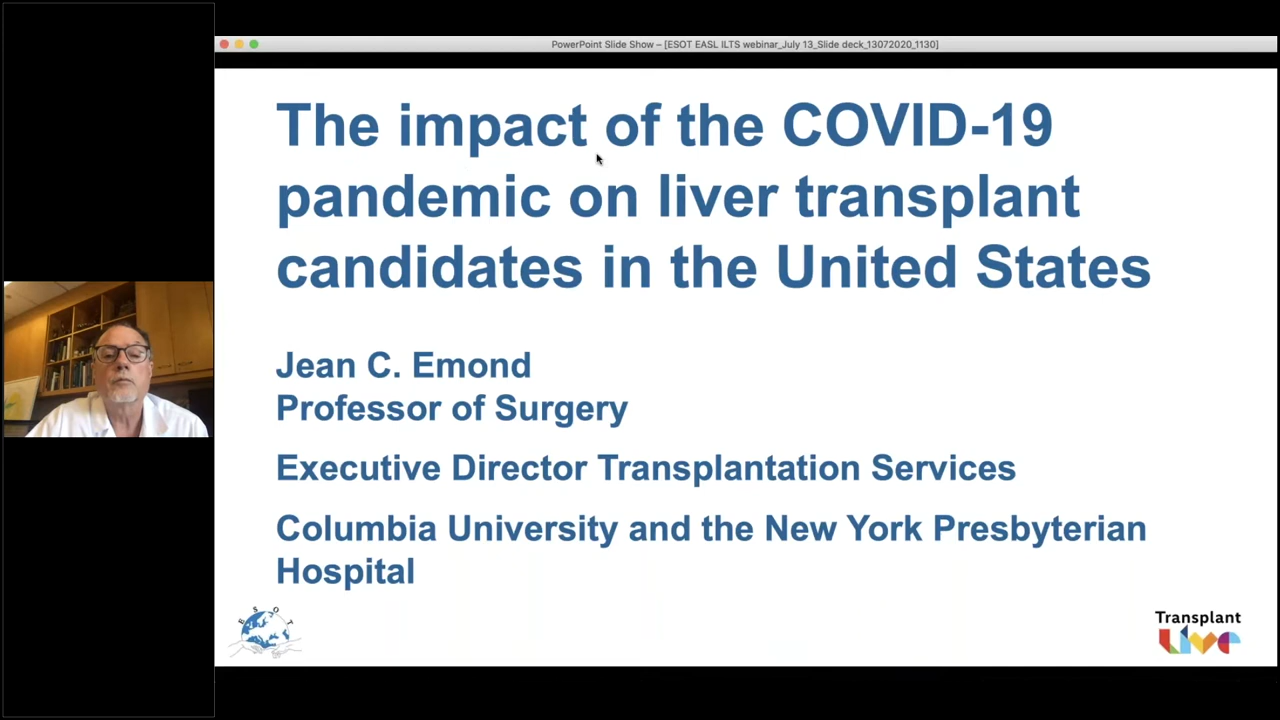 PowerPoint Slide Show – [ESOT EASL ILTS webinar_July 13_Slide deck_13072020_1130]
The impact of the COVID-19
pandemic on liver transplant
candidates in the United States
Jean C. Emond
Professor of Surgery
Executive Director Transplantation Services
Columbia University and the New York Presbyterian
Hospital
E S O T
Transplant
Live